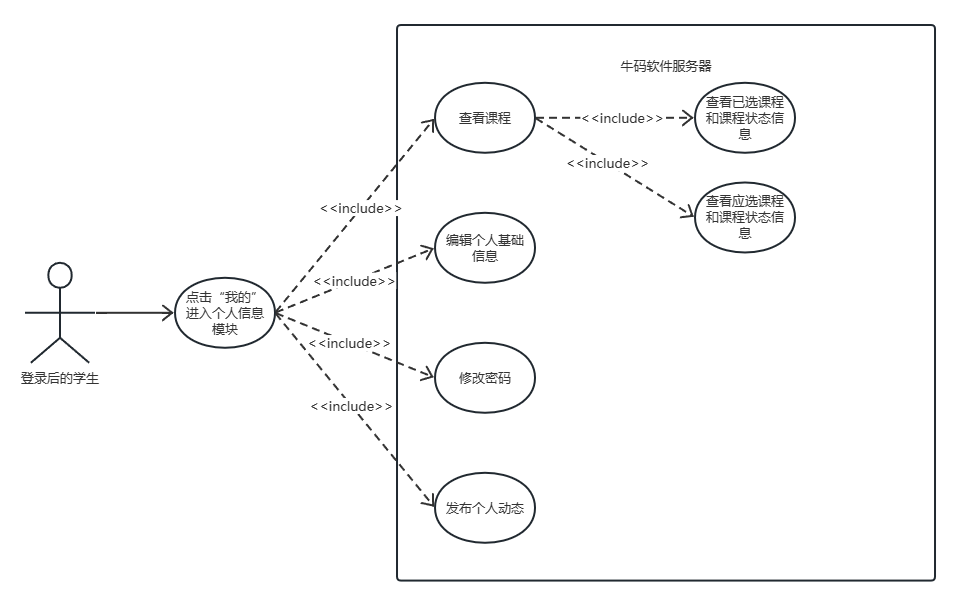 牛码软件服务器
查看课程
<<include>>
查看已选课程
和课程状态信
息
<<include>>
查看应选课程
和课程状态信
息
<<include>>
编辑个人基础
信息
<<include>>
点击“我的”
进入个人信息
模块
<<include>>
登录后的学生
修改密码
<<include>>
发布个人动态